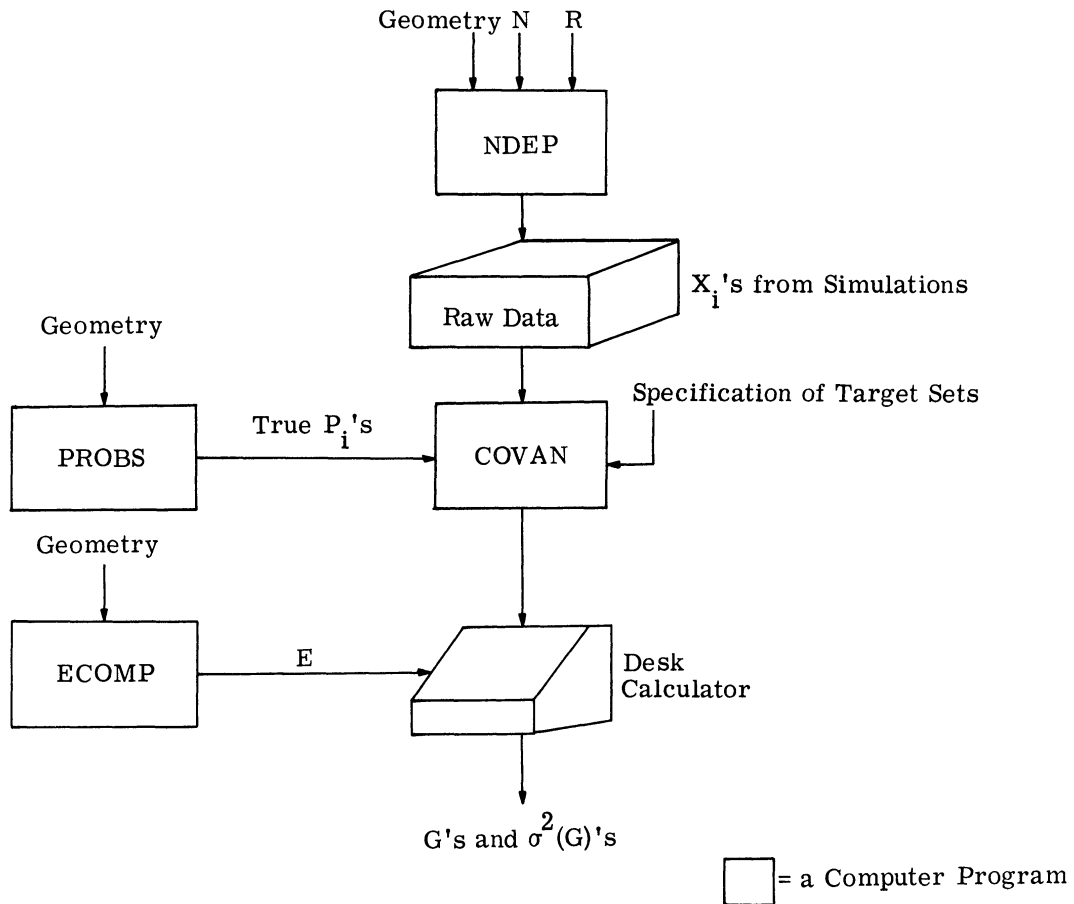 Geometry N R
NDEP
X_i's from Simulations
Raw Data
Geometry
Specification of Target Sets
True P_i's
PROBS
COVAN
Geometry
ECOMP
E
Desk
Calculator
G's and σ²(G)'s
= a Computer Program